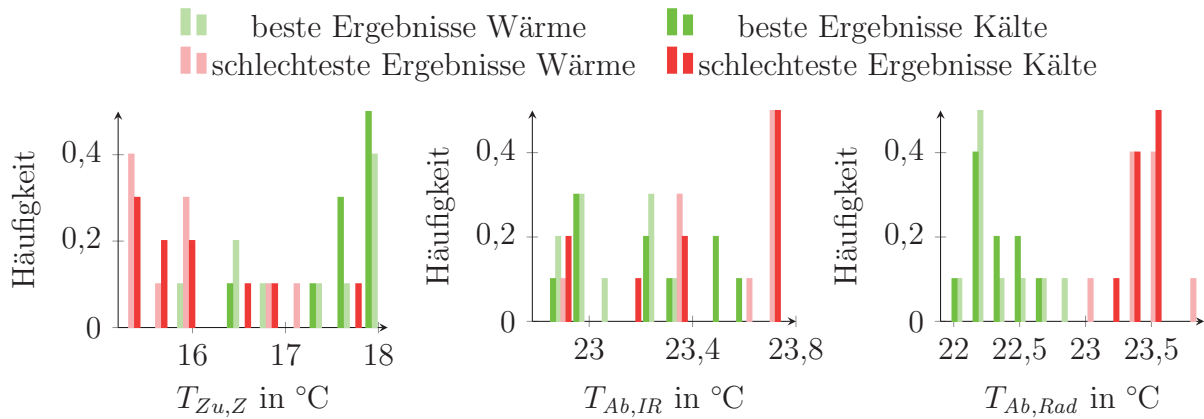 beste Ergebnisse Wärme
beste Ergebnisse Kälte
schlechteste Ergebnisse Wärme
schlechteste Ergebnisse Kälte
Häufigkeit
0,4
0,2
0
16
17
18
T_{Zu,Z} in °C
Häufigkeit
0,4
0,2
0
23
23,4
23,8
T_{Ab,IR} in °C
Häufigkeit
0,4
0,2
0
22
22,5
23
23,5
T_{Ab,Rad} in °C